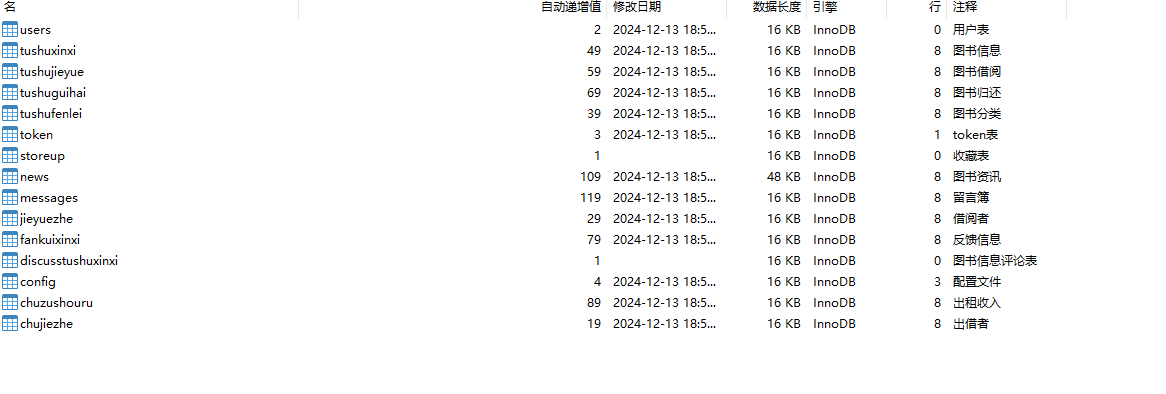 名 自动递增值 修改日期 数据长度 引擎 行 注释
users 2 2024-12-13 18:5... 16 KB InnoDB 0 用户表
tushuxinxi 49 2024-12-13 18:5... 16 KB InnoDB 8 图书信息
tushujieyue 59 2024-12-13 18:5... 16 KB InnoDB 8 图书借阅
tushuguihai 69 2024-12-13 18:5... 16 KB InnoDB 8 图书归还
tushufenlei 39 2024-12-13 18:5... 16 KB InnoDB 8 图书分类
token 3 2024-12-13 18:5... 16 KB InnoDB 1 token表
storeup 1 16 KB InnoDB 0 收藏表
news 109 2024-12-13 18:5... 48 KB InnoDB 8 图书资讯
messages 119 2024-12-13 18:5... 16 KB InnoDB 8 留言簿
jieyuezhe 29 2024-12-13 18:5... 16 KB InnoDB 8 借阅者
fankuixinxi 79 2024-12-13 18:5... 16 KB InnoDB 8 反馈信息
discusstushuxinxi 1 16 KB InnoDB 0 图书信息评论表
config 4 2024-12-13 18:5... 16 KB InnoDB 3 配置文件
chuzushouru 89 2024-12-13 18:5... 16 KB InnoDB 8 出租收入
chujiezhe 19 2024-12-13 18:5... 16 KB InnoDB 8 出借者